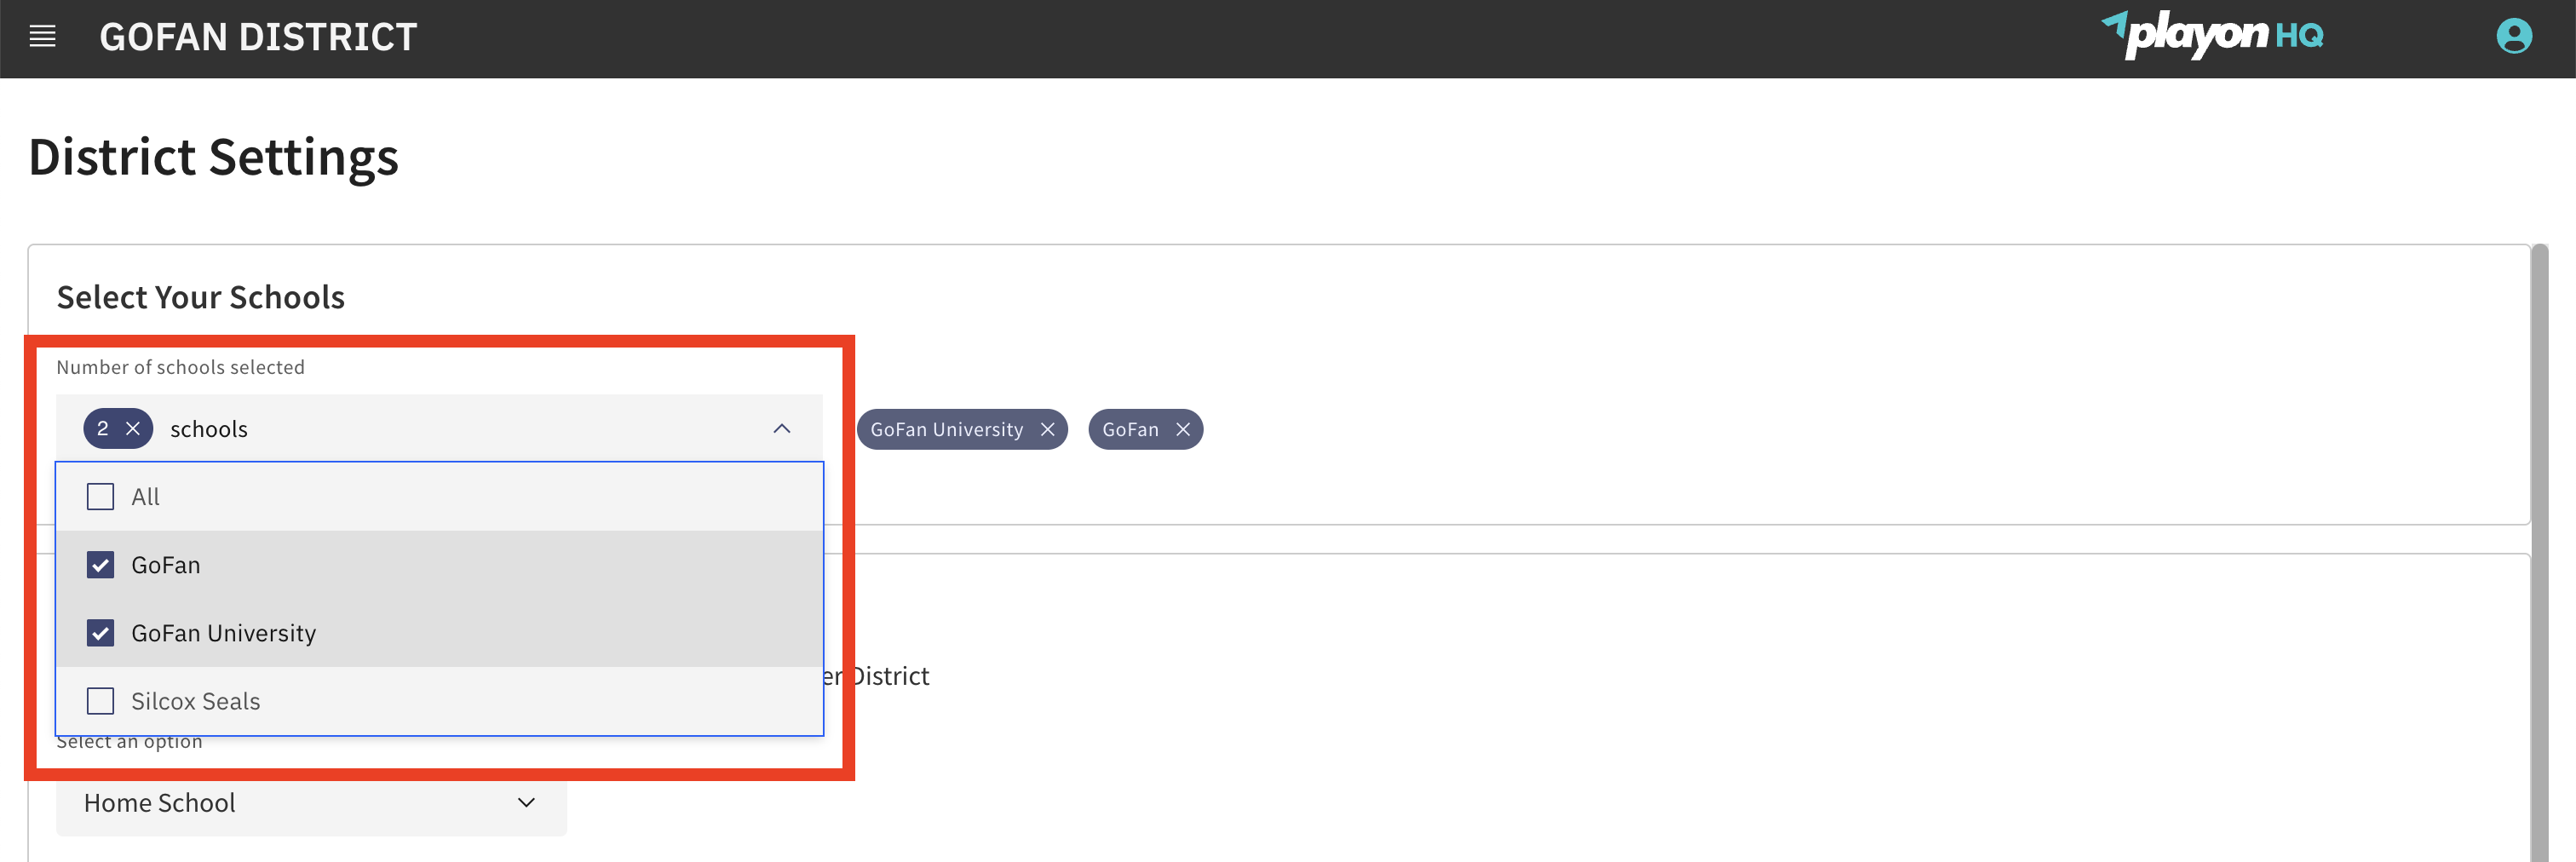 GOFAN DISTRICT
playon HQ
District Settings
Select Your Schools
Number of schools selected
2 schools
GoFan University
GoFan
All
GoFan
GoFan University
Silcox Seals
er District
Select an option
Home School